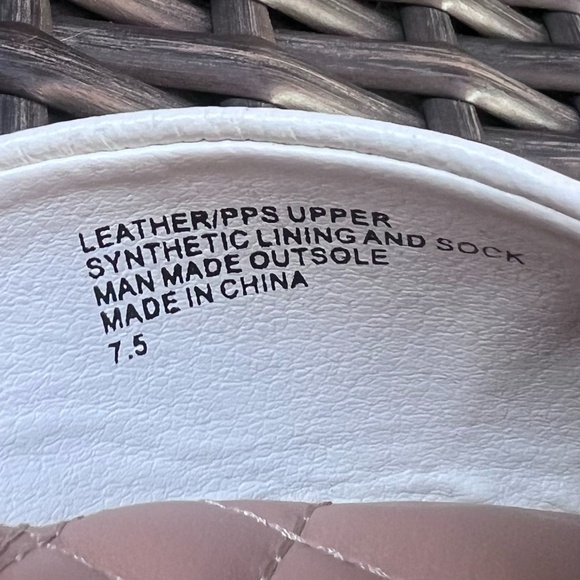 LEATHER/PPS UPPER
SYNTHETIC LINING AND SOCK
MAN MADE OUTSOLE
MADE IN CHINA
7.5